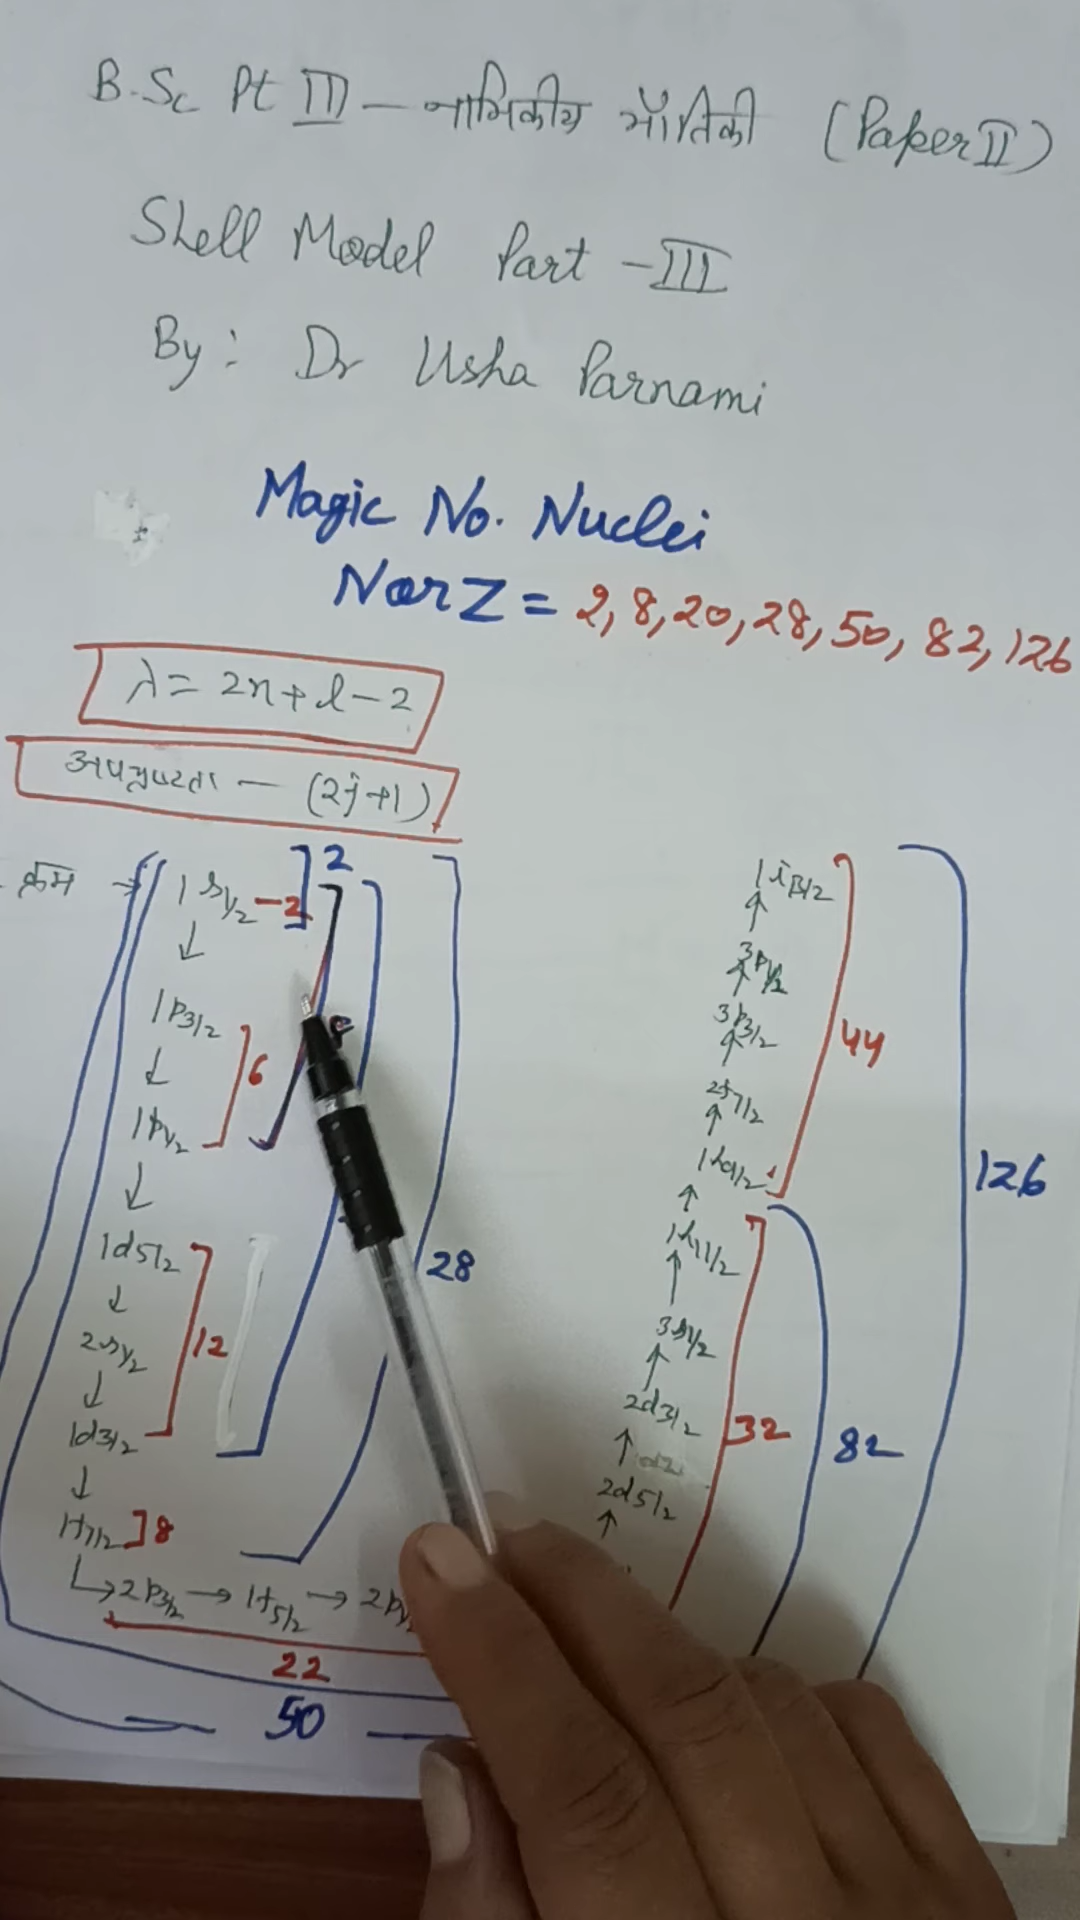 B.Sc Pt III — नाभिकीय भौतिकी (Paper II)
Shell Model Part - III
By: Dr Usha Parnami
Magic No. Nuclei
N or Z = 2, 8, 20, 28, 50, 82, 126
λ = 2n + l - 2
अपभ्रष्टता — (2j+1)
क्रम → 1s1/2 - 2 ] 2
↓
1p3/2
↓
1p1/2
] 6
↓
1d5/2
↓
2s1/2
↓
1d3/2
] 12
↓
1f7/2 ] 8
↳ 2p3/2 → 1f5/2 → 2p
22
50
28
1i13/2
↑
3p1/2
↑
3p3/2
↑
2f7/2
↑
1h9/2
44
↑
1h11/2
↑
3s1/2
↑
2d3/2
↑
2d5/2
↑
32
82
126